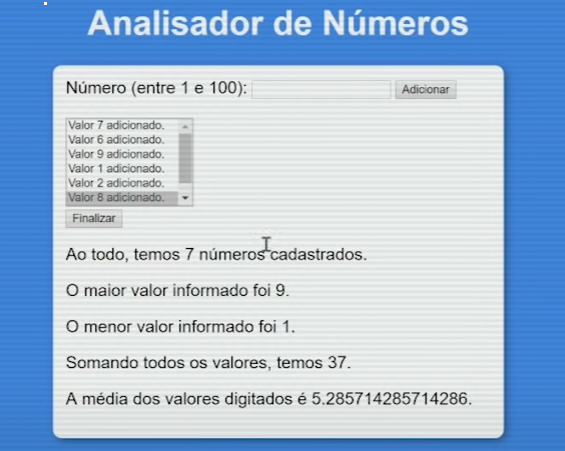 Analisador de Números
Número (entre 1 e 100):  Adicionar
Valor 7 adicionado.
Valor 6 adicionado.
Valor 9 adicionado.
Valor 1 adicionado.
Valor 2 adicionado.
Valor 8 adicionado.
Finalizar
Ao todo, temos 7 números cadastrados.
O maior valor informado foi 9.
O menor valor informado foi 1.
Somando todos os valores, temos 37.
A média dos valores digitados é 5.285714285714286.